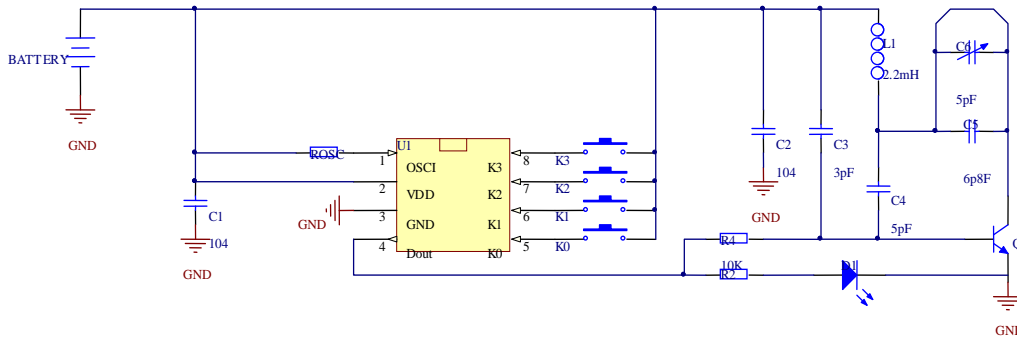 BATTERY
GND
C1
104
GND
ROSC
U1
1
OSCI
2
VDD
GND
3
GND
4
Dout
K3
8
K3
K2
7
K2
K1
6
K1
K0
5
K0
C2
104
GND
C3
3pF
L1
2.2mH
C4
5pF
C6
5pF
C5
6p8F
R4
10K
R2
D1